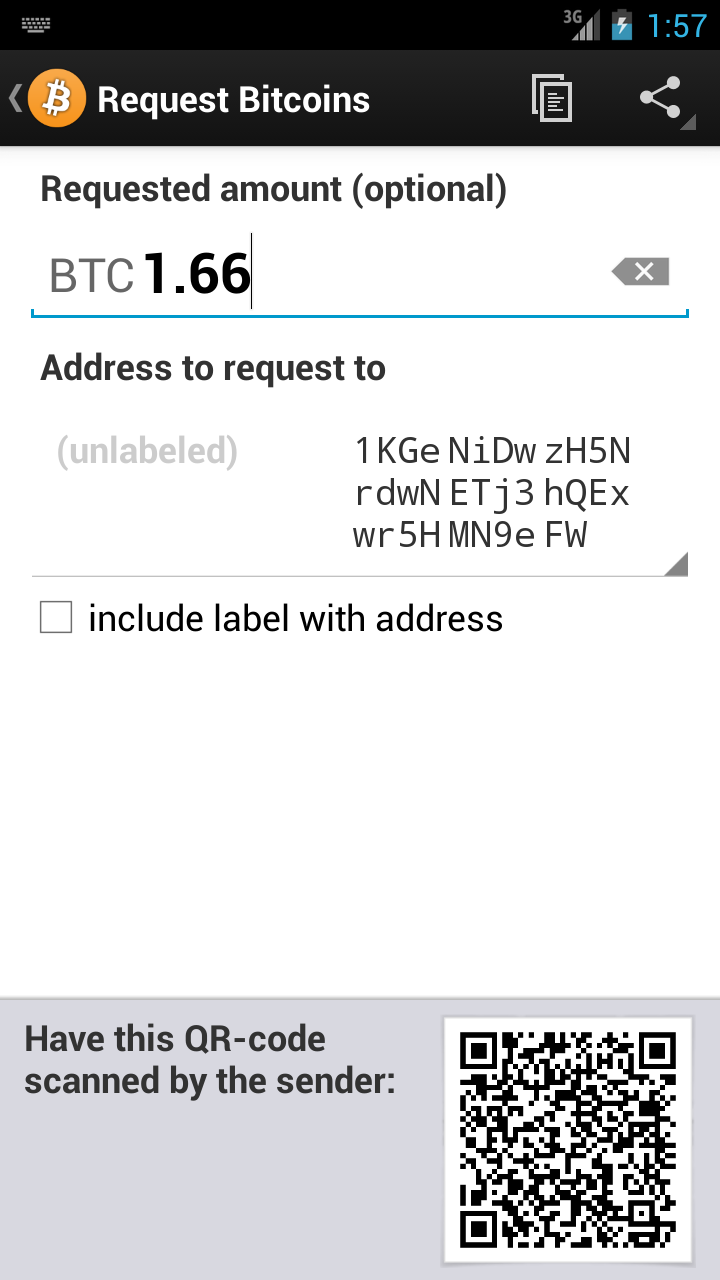 3G 1:57
Request Bitcoins
Requested amount (optional)
BTC 1.66
Address to request to
(unlabeled) 1KGe NiDw zH5N
rdwN ETj3 hQEx
wr5H MN9e FW
include label with address
Have this QR-code
scanned by the sender: